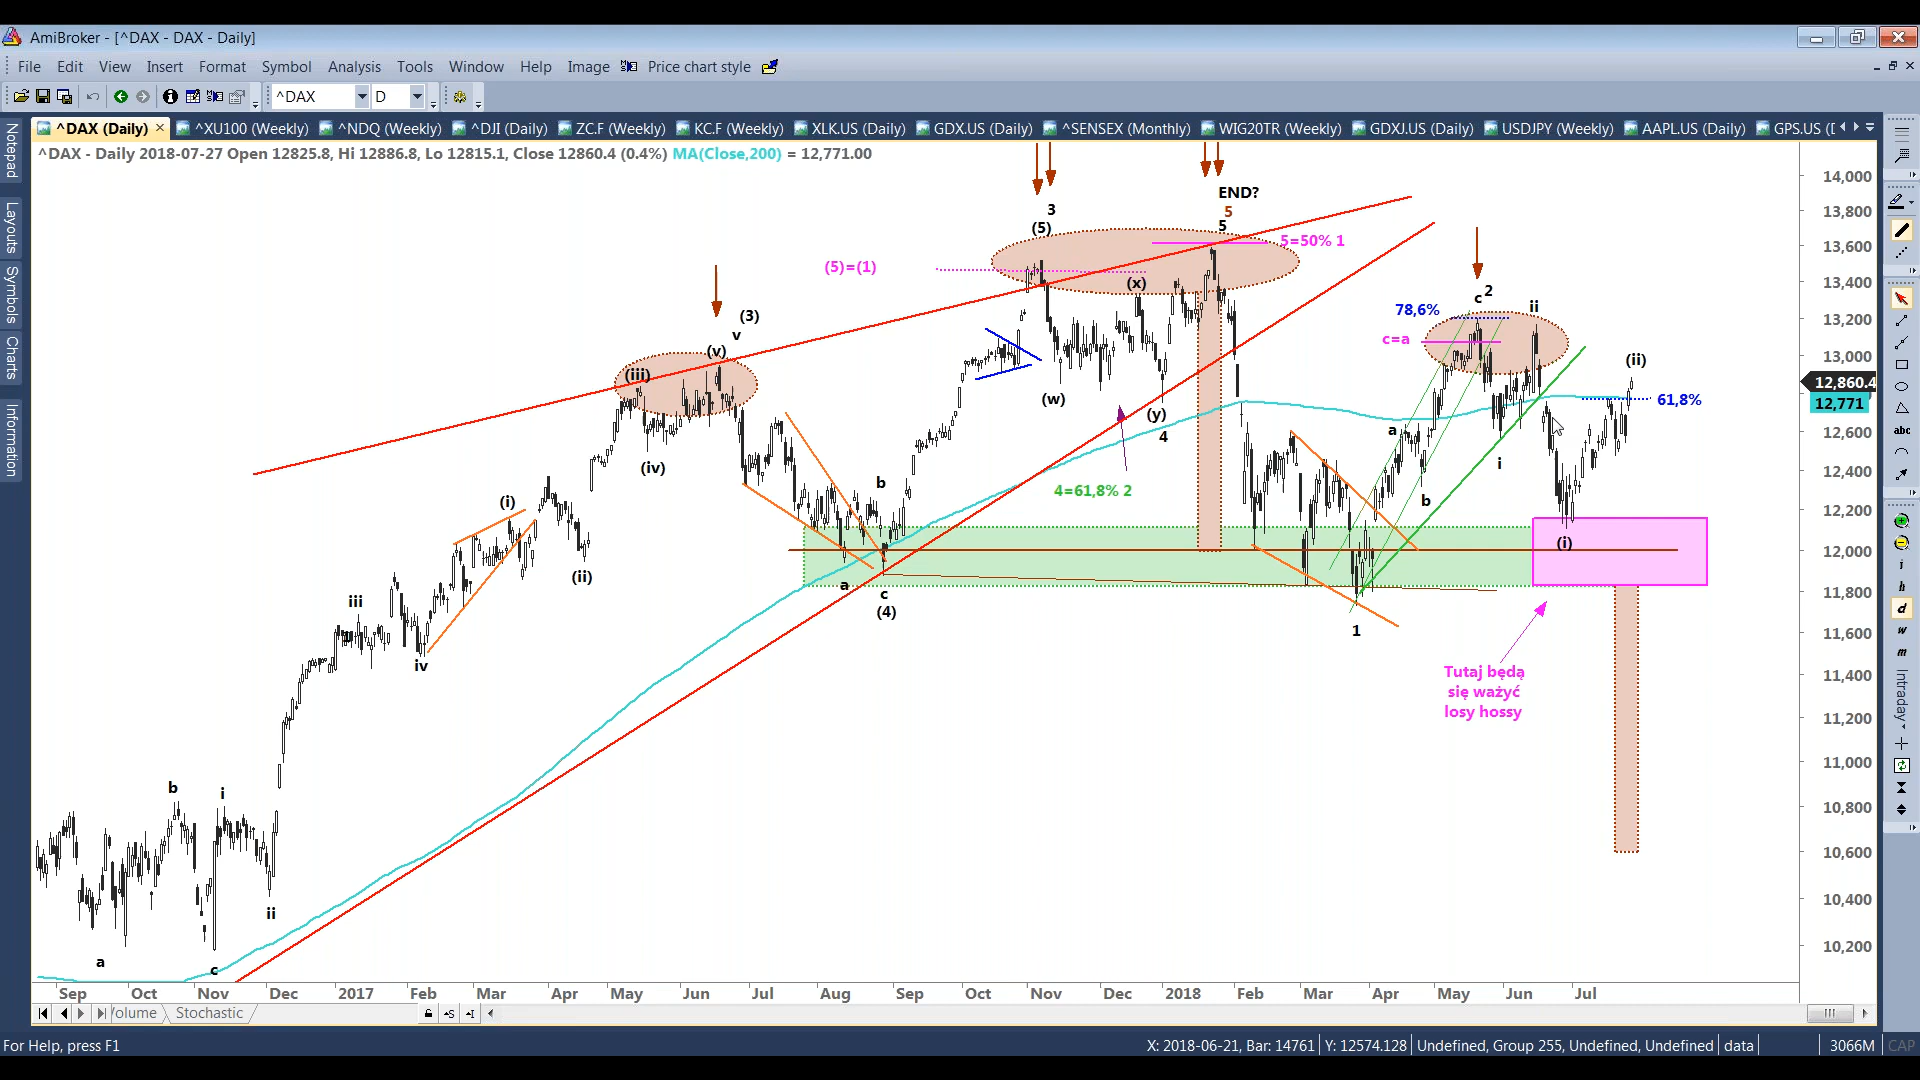 AmiBroker - [^DAX - DAX - Daily]
File Edit View Insert Format Symbol Analysis Tools Window Help Image Price chart style
^DAX D
^DAX (Daily) ^XU100 (Weekly) ^NDQ (Weekly) ^DJI (Daily) ZC.F (Weekly) KC.F (Weekly) XLK.US (Daily) GDX.US (Daily) ^SENSEX (Monthly) WIG20TR (Weekly) GDXJ.US (Daily) USDJPY (Weekly) AAPL.US (Daily) GPS.US (D
^DAX - Daily 2018-07-27 Open 12825.8, Hi 12886.8, Lo 12815.1, Close 12860.4 (0.4%) MA(Close,200) = 12,771.00
Notepad
Layouts
Symbols
Charts
Information
END?
5
5
3
(5)
5=50% 1
(5)=(1)
(x)
c 2
78,6%
ii
c=a
(3)
v
(v)
(iii)
(ii)
61,8%
(w)
(y)
4
a
(iv)
i
b
b
4=61,8% 2
(i)
(i)
(ii)
a
c
(4)
iii
iv
1
Tutaj będą
się ważyć
losy hossy
b
i
ii
a
c
14,000
13,800
13,600
13,400
13,200
13,000
12,860.4
12,771
12,600
12,400
12,200
12,000
11,800
11,600
11,400
11,200
11,000
10,800
10,600
10,400
10,200
abc
i
h
d
w
m
Intraday
Sep Oct Nov Dec 2017 Feb Mar Apr May Jun Jul Aug Sep Oct Nov Dec 2018 Feb Mar Apr May Jun Jul
Volume Stochastic
For Help, press F1
X: 2018-06-21, Bar: 14761 Y: 12574.128 Undefined, Group 255, Undefined, Undefined data 3066M CAP